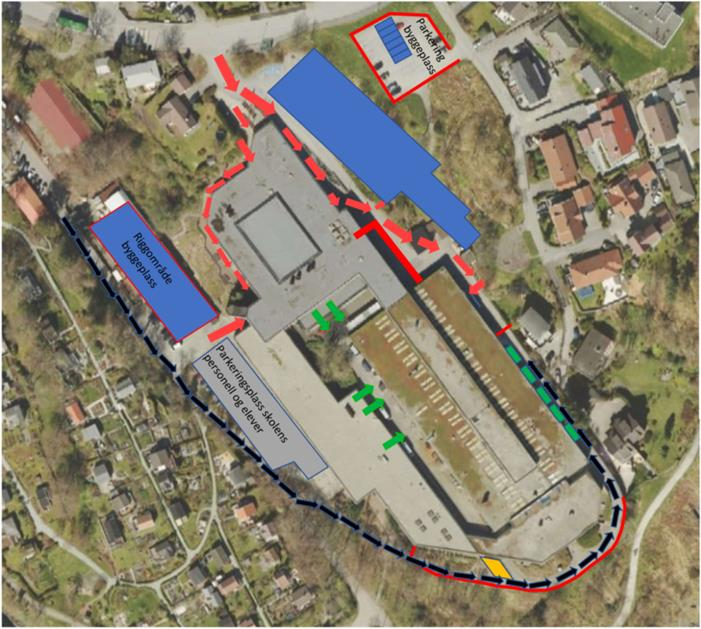 Parkering
byggeplass
Riggområde
byggeplass
Parkeringsplass skolens
personell og elever